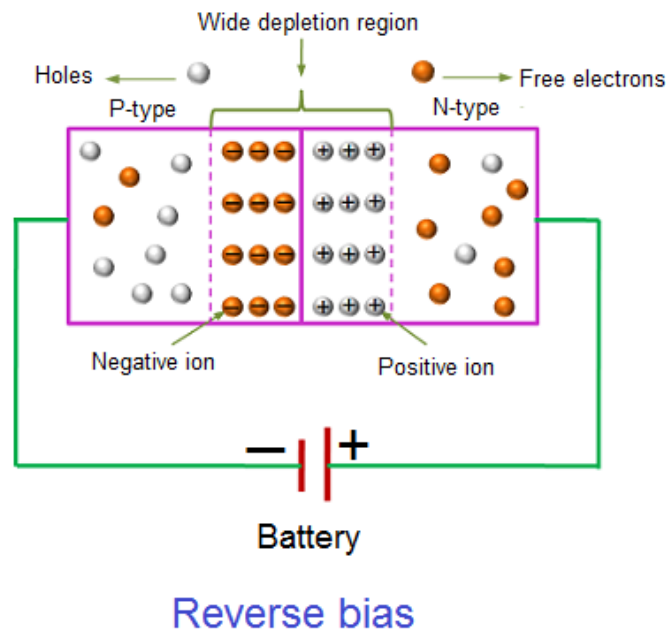 Wide depletion region
Holes
Free electrons
P-type
N-type
Negative ion
Positive ion
− +
Battery
Reverse bias